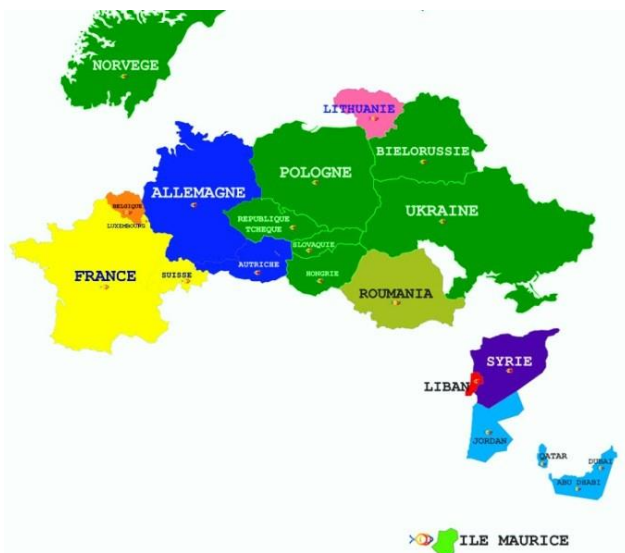 NORVEGE
LITHUANIE
BIELORUSSIE
POLOGNE
ALLEMAGNE
BELGIQUE
LUXEMBOURG
REPUBLIQUE
TCHEQUE
UKRAINE
SLOVAQUIE
FRANCE
SUISSE
AUTRICHE
HONGRIE
ROUMANIA
SYRIE
LIBAN
JORDAN
QATAR
DUBAI
ABU DHABI
ILE MAURICE